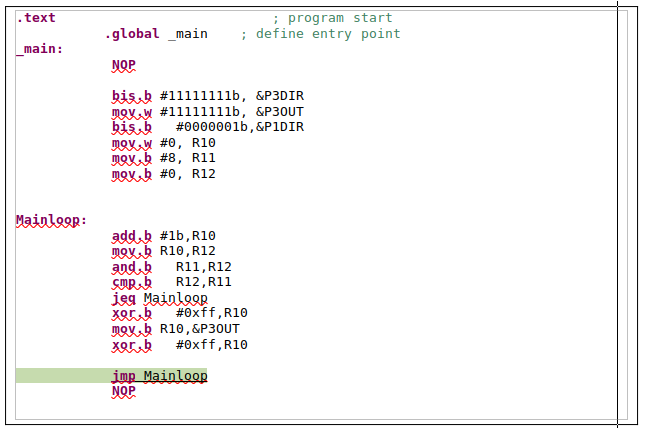 .text ; program start
.global _main ; define entry point
_main:
NOP
bis.b #11111111b, &P3DIR
mov.w #11111111b, &P3OUT
bis.b #0000001b,&P1DIR
mov.w #0, R10
mov.b #8, R11
mov.b #0, R12
Mainloop:
add.b #1b,R10
mov.b R10,R12
and.b R11,R12
cmp.b R12,R11
jeq Mainloop
xor.b #0xff,R10
mov.b R10,&P3OUT
xor.b #0xff,R10
jmp Mainloop
NOP